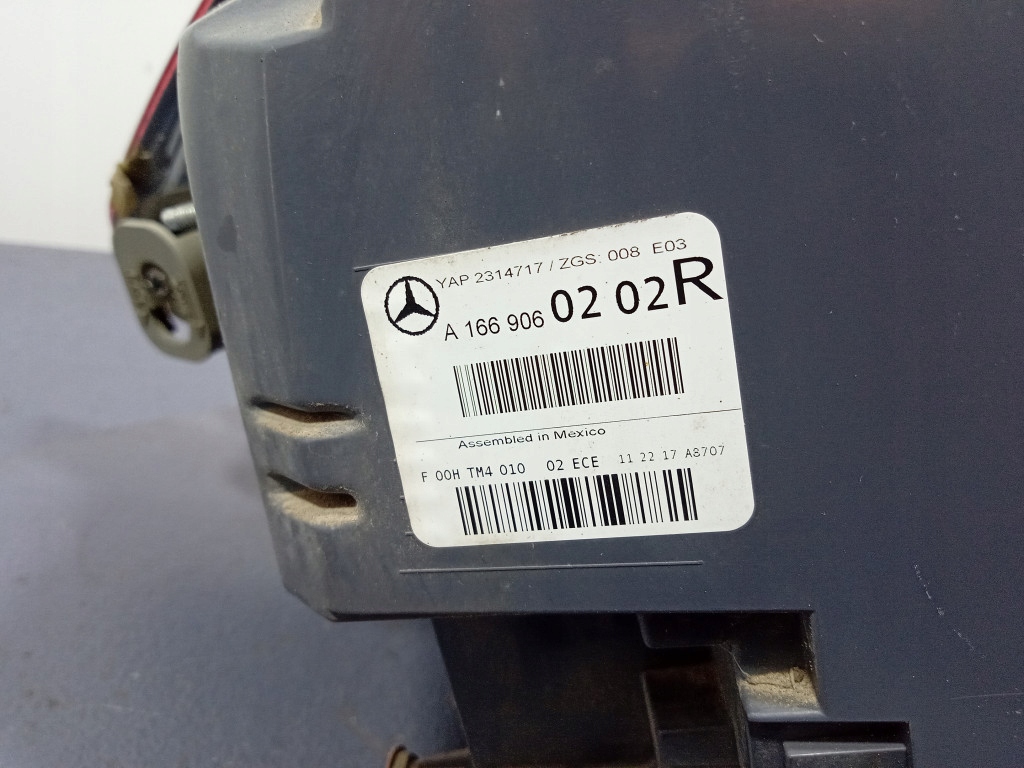 YAP 2314717 / ZGS: 008 E03
A 166 906 02 02 R
Assembled in Mexico
F 00H TM4 010 02 ECE 11 22 17 A8707